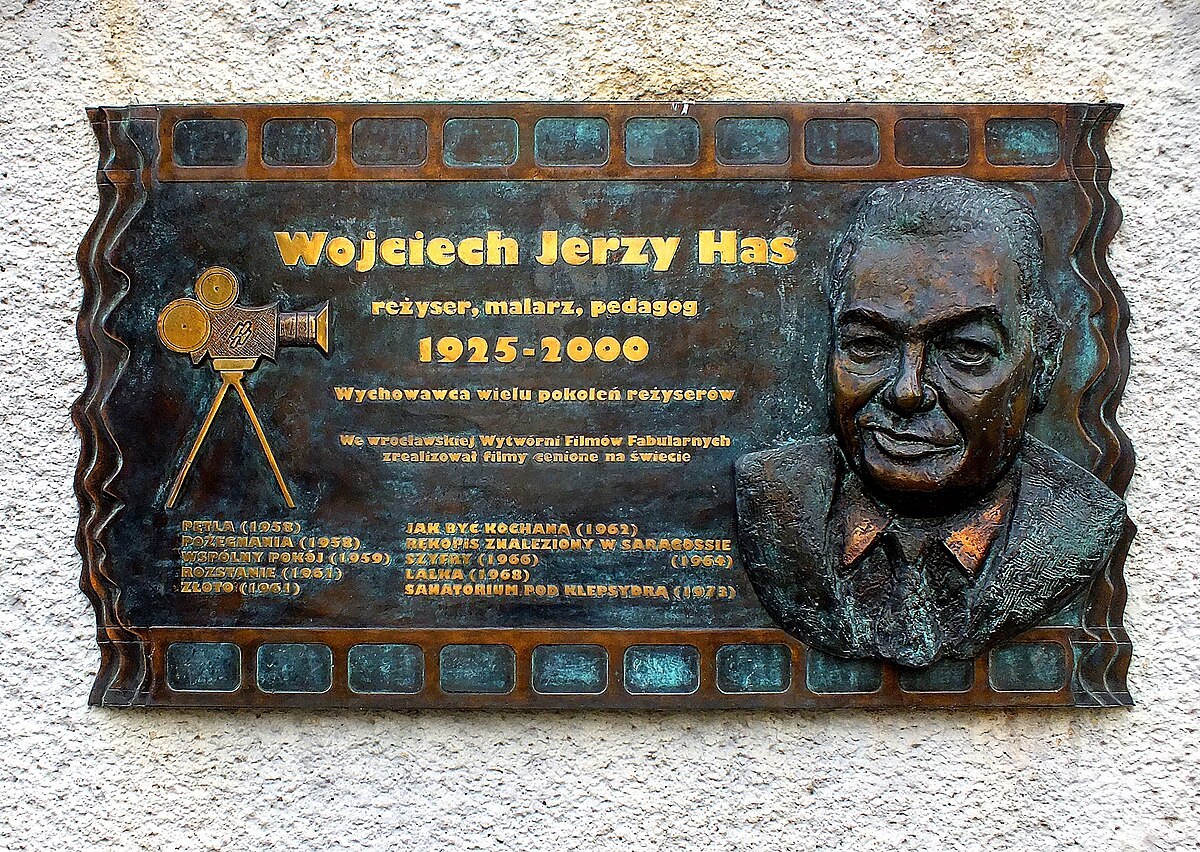 Wojciech Jerzy Has
reżyser, malarz, pedagog
1925-2000
Wychowawca wielu pokoleń reżyserów
We wrocławskiej Wytwórni Filmów Fabularnych
zrealizował filmy cenione na świecie
PĘTLA (1958)
POŻEGNANIA (1958)
WSPÓLNY POKÓJ (1959)
ROZSTANIE (1961)
ZŁOTO (1961)
JAK BYĆ KOCHANĄ (1962)
RĘKOPIS ZNALEZIONY W SARAGOSSIE
(1964)
SZYFRY (1966)
LALKA (1968)
SANATORIUM POD KLEPSYDRĄ (1973)